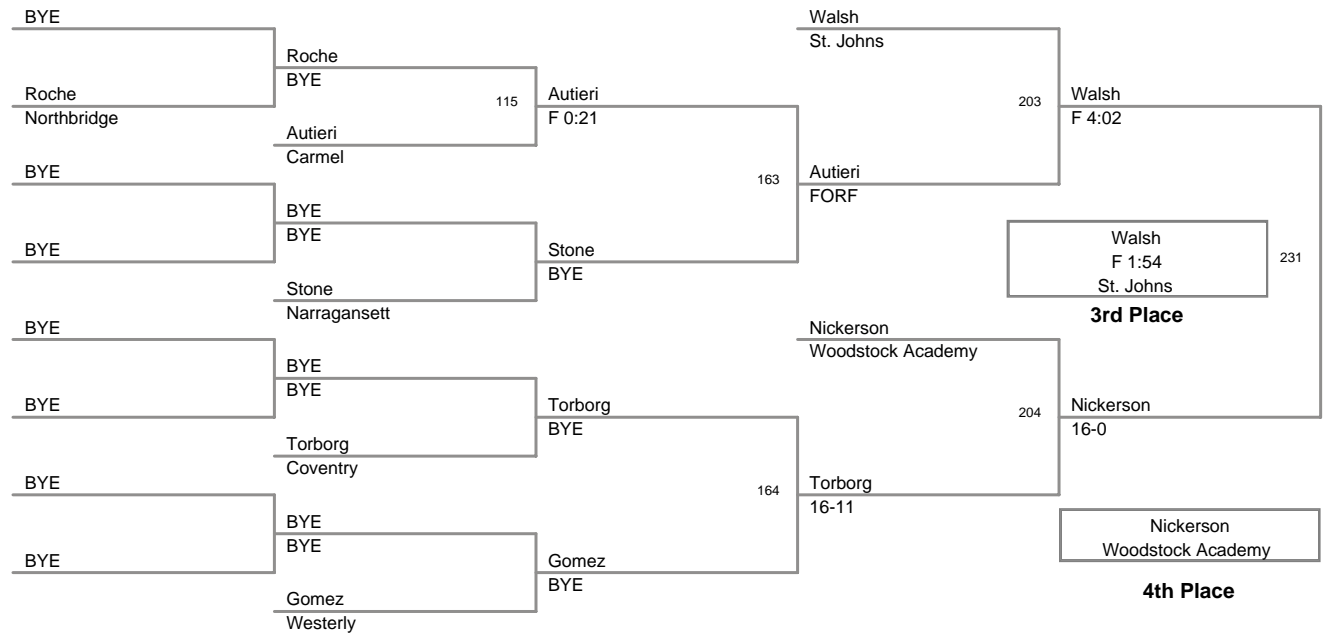 BYE
Roche
Northbridge
BYE
BYE
BYE
BYE
BYE
BYE
Roche
BYE
115
Autieri
Carmel
BYE
BYE
Stone
Narragansett
BYE
BYE
Torborg
Coventry
BYE
BYE
Gomez
Westerly
Autieri
F 0:21
163
Stone
BYE
Torborg
BYE
164
Gomez
BYE
Walsh
St. Johns
203
Autieri
FORF
Nickerson
Woodstock Academy
204
Torborg
16-11
Walsh
F 4:02
Walsh
F 1:54
St. Johns
231
3rd Place
Nickerson
16-0
Nickerson
Woodstock Academy
4th Place